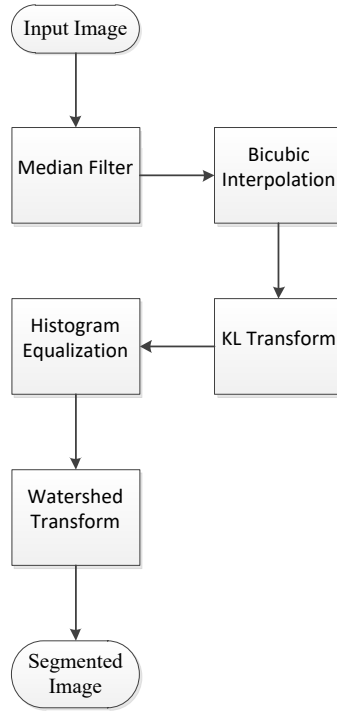 Input Image
Median Filter
Bicubic
Interpolation
KL Transform
Histogram
Equalization
Watershed
Transform
Segmented
Image